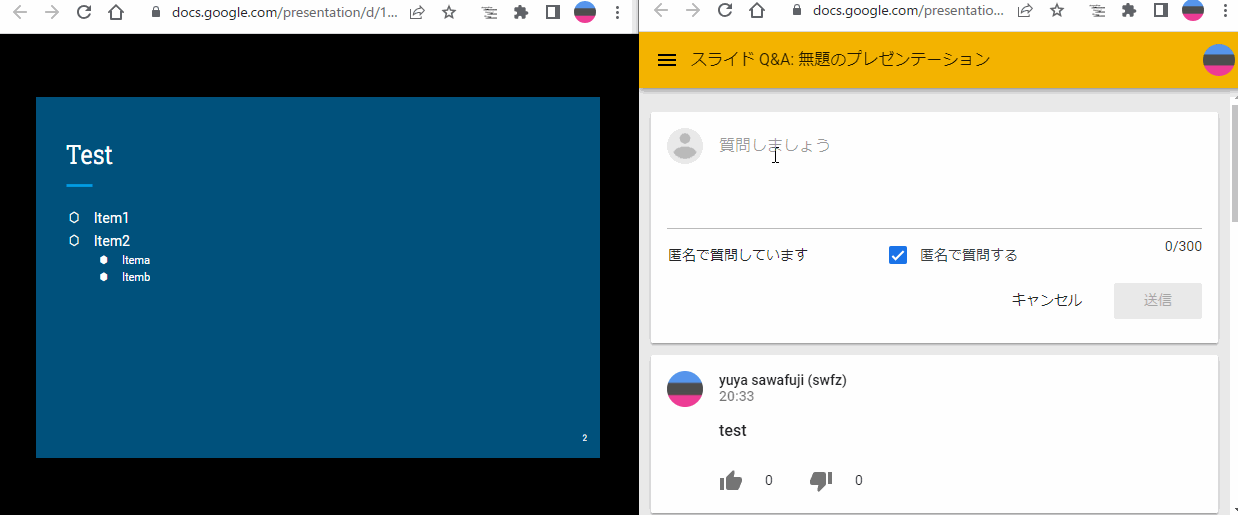 docs.google.com/presentation/d/1...
Test
Item1
Item2
Itema
Itemb
2
docs.google.com/presentatio...
スライド Q&A: 無題のプレゼンテーション
質問しましょう
匿名で質問しています
匿名で質問する
0/300
キャンセル
送信
yuya sawafuji (swfz)
20:33
test
0
0